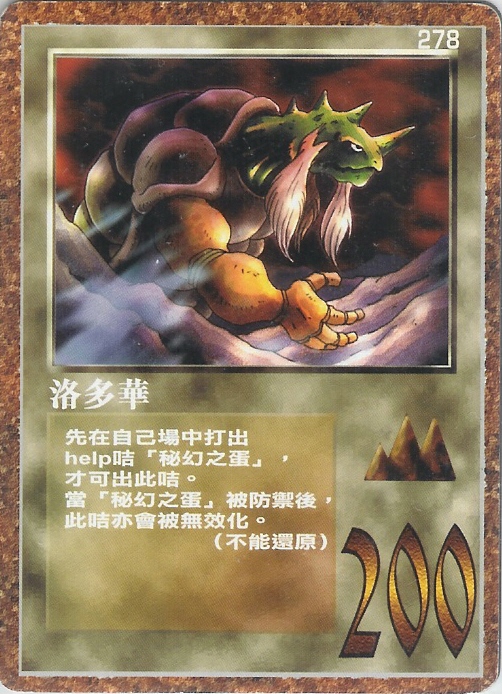 278
洛多華
先在自己場中打出
help咭「秘幻之蛋」，
才可出此咭。
當「秘幻之蛋」被防禦後，
此咭亦會被無效化。
(不能還原)
200